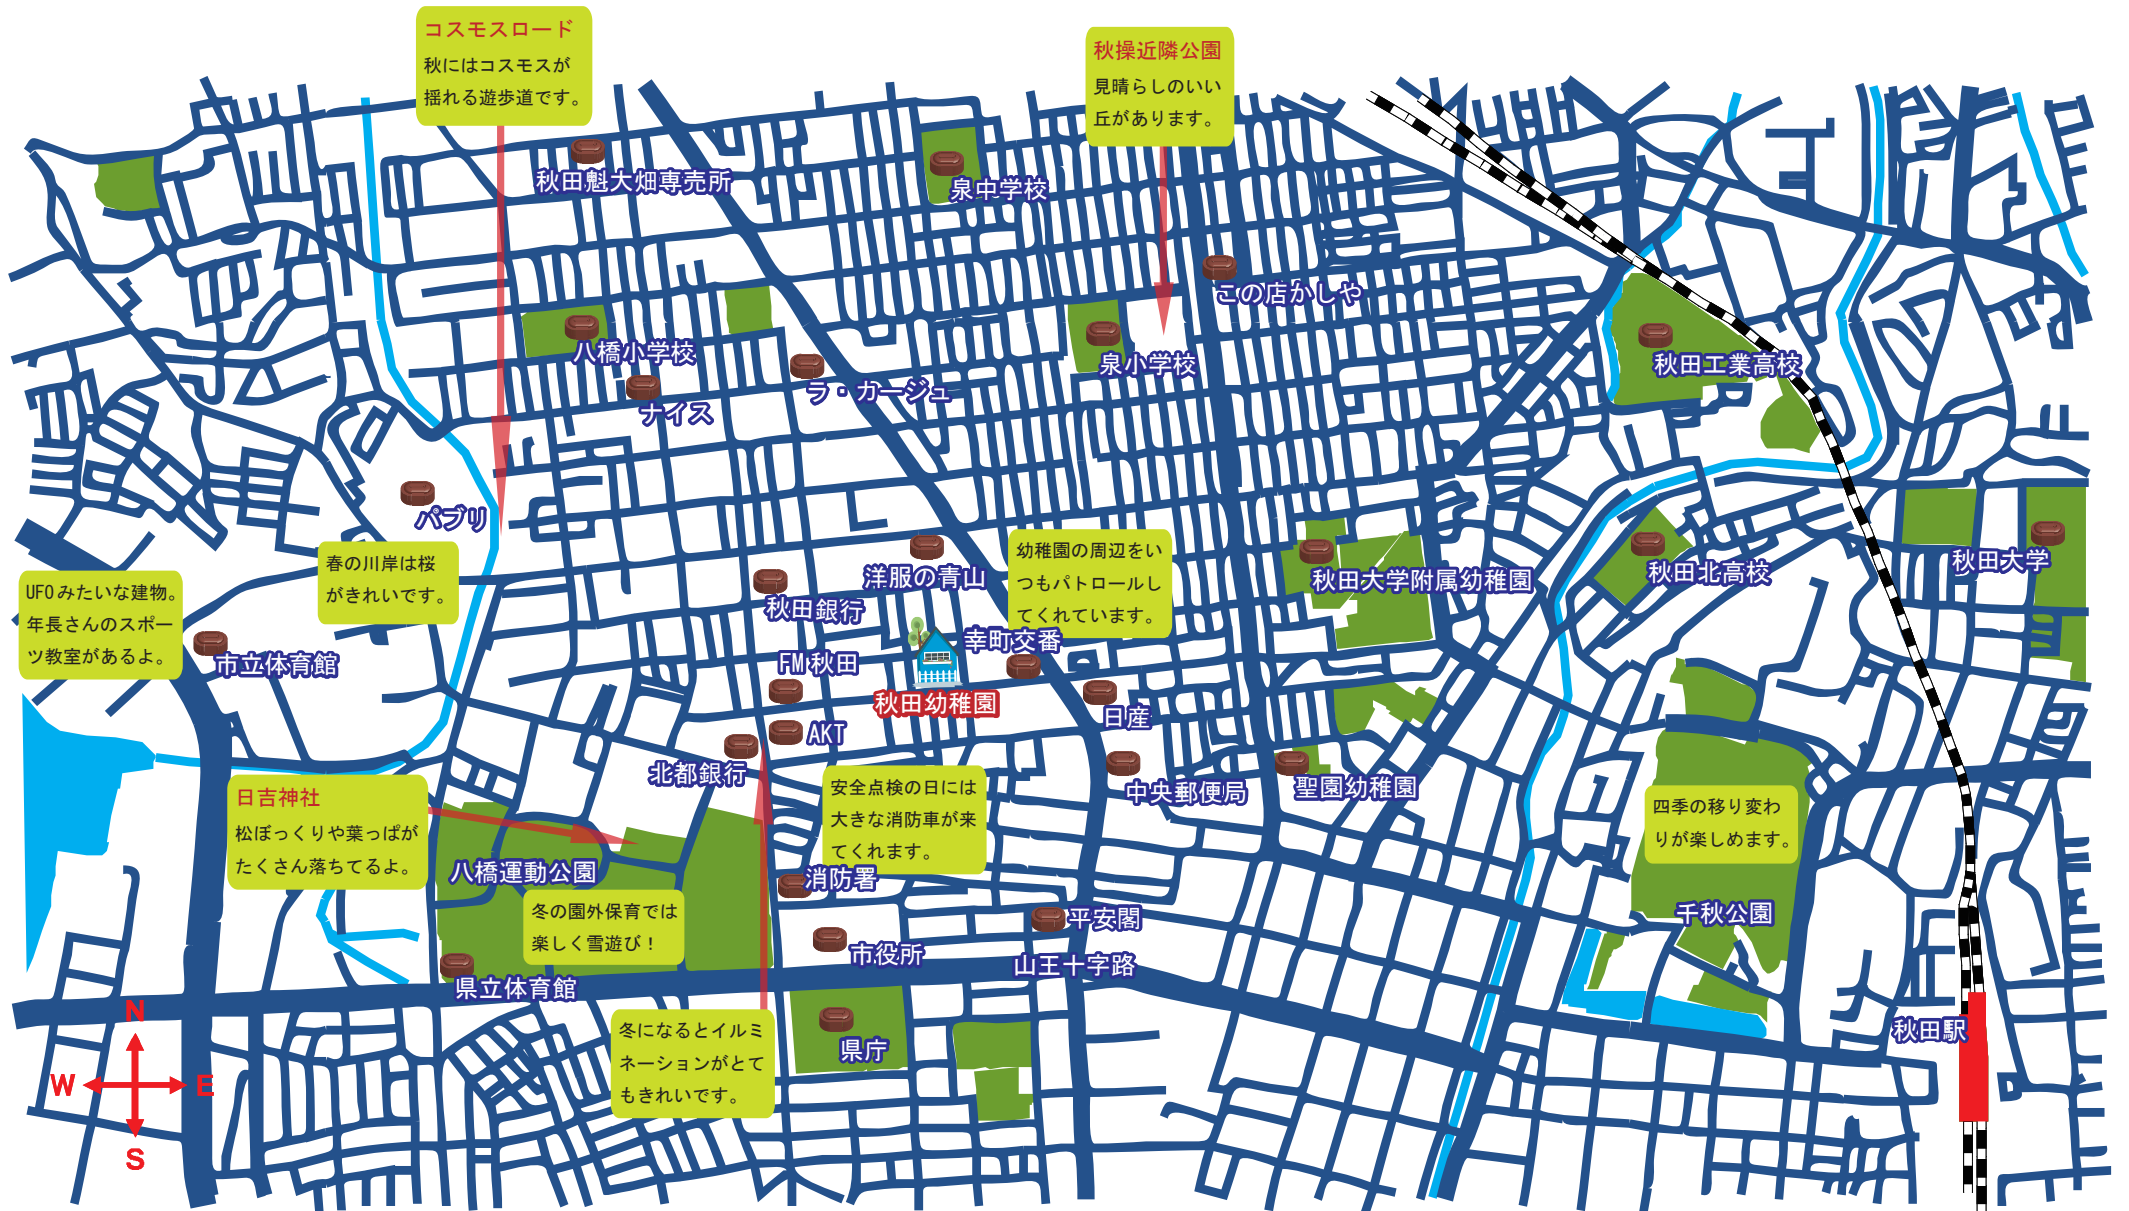 コスモスロード
秋にはコスモスが
揺れる遊歩道です。
秋操近隣公園
見晴らしのいい
丘があります。
秋田魁大畑専売所
泉中学校
この店かしや
八橋小学校
泉小学校
秋田工業高校
ナイス
ラ・カージュ
パブリ
春の川岸は桜
がきれいです。
UFOみたいな建物。
年長さんのスポー
ツ教室があるよ。
市立体育館
洋服の青山
秋田銀行
幼稚園の周辺をい
つもパトロールし
てくれています。
幸町交番
秋田大学附属幼稚園
秋田北高校
秋田大学
FM秋田
秋田幼稚園
日産
AKT
北都銀行
中央郵便局
聖園幼稚園
日吉神社
松ぼっくりや葉っぱが
たくさん落ちてるよ。
安全点検の日には
大きな消防車が来
てくれます。
四季の移り変わ
りが楽しめます。
八橋運動公園
消防署
冬の園外保育では
楽しく雪遊び！
平安閣
千秋公園
市役所
山王十字路
県立体育館
冬になるとイルミ
ネーションがとて
もきれいです。
県庁
秋田駅
N
W
E
S